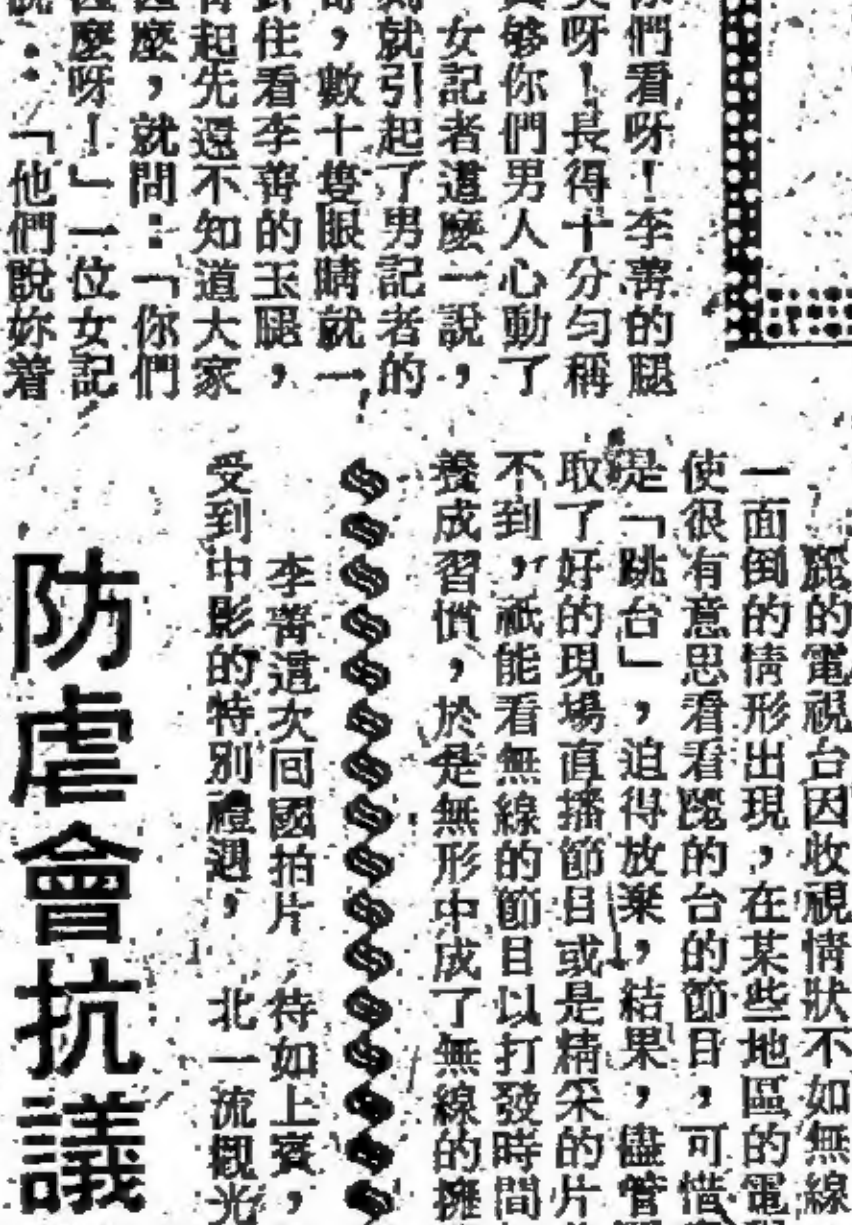 你們看呀！李菁的腿
呀！長得十分勻稱
够你們男人心動了
女記者這麼一說，
就引起了男記者的
，數十隻眼睛就一
住看李菁的玉腿，
起先還不知道大家
麼，就問：「你們
麼呀！」一位女記
說：「他們說妳着
麗的電視台因收視情狀不如無線
一面倒的情形出現，在某些地區的電
使很有意思看看麗的台的節目，可惜
是「跳台」，迫得放棄，結果，儘管
取了好的現場直播節目或是精采的片
不到，祇能看無線的節目以打發時間
養成習慣，於是無形中成了無線的擁
李菁這次回國拍片，待如上賓，
受到中影的特別禮遇，北一流觀光
防虐會抗議